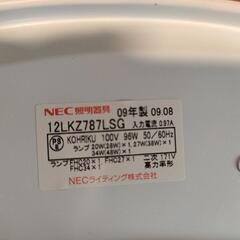 NEC照明器具 09年製 09.08
12LKZ787LSG 入力電流 0.97A
KOHRIKU 100V 96W 50/60Hz
ランプ 20W(28W)×1,27W(38W)×1
34W(48W)×1
ランプ FHC20×1 FHC27×1 二次 171V
FHC34×1 高力率形
NECライティング株式会社